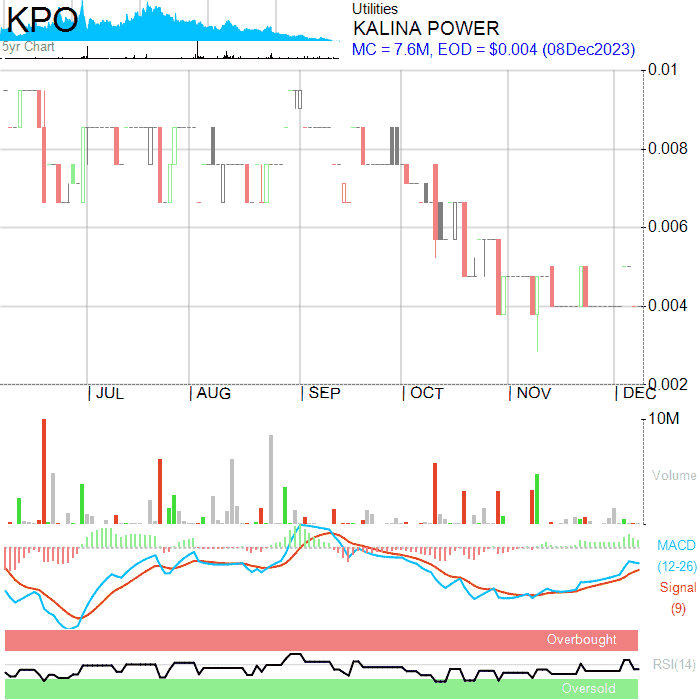 KPO
5yr Chart
Utilities
KALINA POWER
MC = 7.6M, EOD = $0.004 (08Dec2023)
0.01
0.008
0.006
0.004
0.002
JUL
AUG
SEP
OCT
NOV
DEC
10M
Volume
MACD
(12-26)
Signal
(9)
Overbought
RSI(14)
Oversold